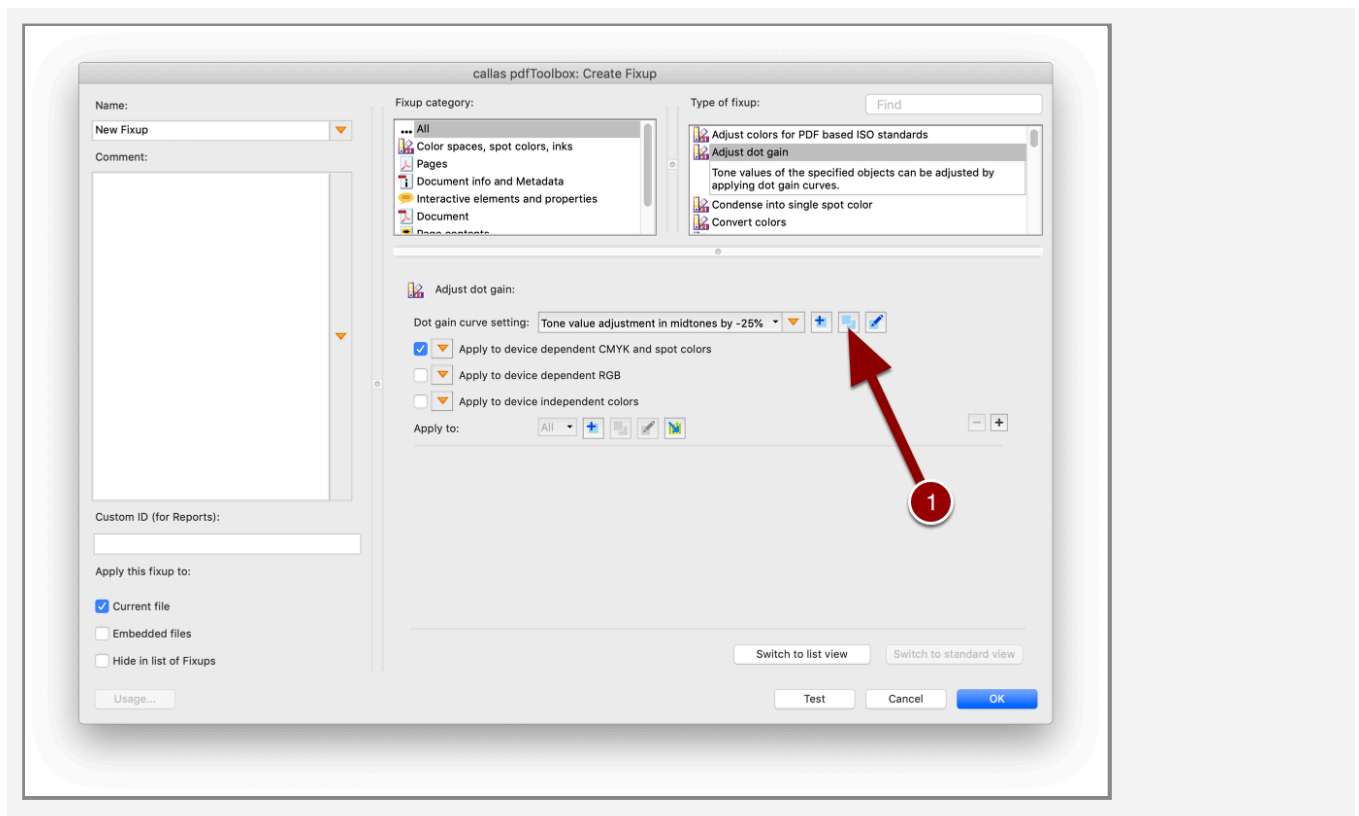 callas pdfToolbox: Create Fixup
Name:
New Fixup
Comment:
Custom ID (for Reports):
Apply this fixup to:
Current file
Embedded files
Hide in list of Fixups
Usage...
Fixup category:
All
Color spaces, spot colors, inks
Pages
Document info and Metadata
Interactive elements and properties
Document
Page contents
Type of fixup:
Find
Adjust colors for PDF based ISO standards
Adjust dot gain
Tone values of the specified objects can be adjusted by
applying dot gain curves.
Condense into single spot color
Convert colors
Adjust dot gain:
Dot gain curve setting: Tone value adjustment in midtones by -25%
Apply to device dependent CMYK and spot colors
Apply to device dependent RGB
Apply to device independent colors
Apply to: All
1
Switch to list view
Switch to standard view
Test
Cancel
OK